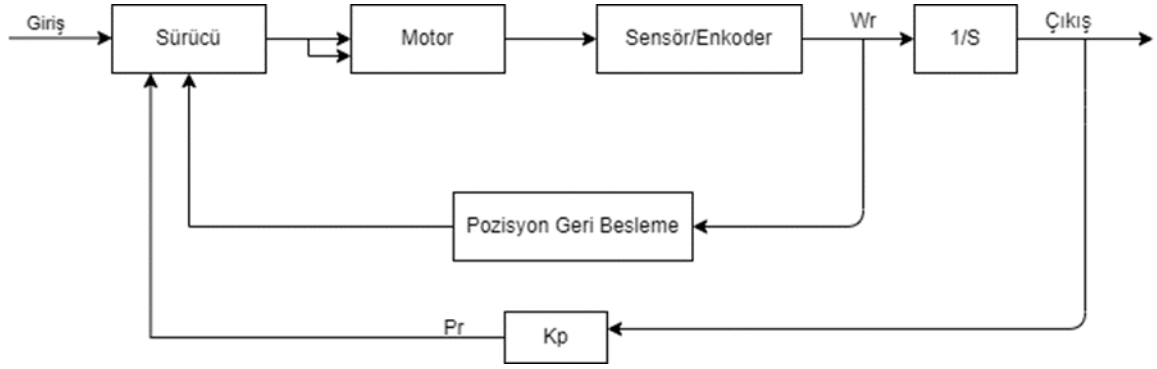 Giriş
Sürücü
Motor
Sensör/Enkoder
Wr
1/S
Çıkış
Pozisyon Geri Besleme
Pr
Kp